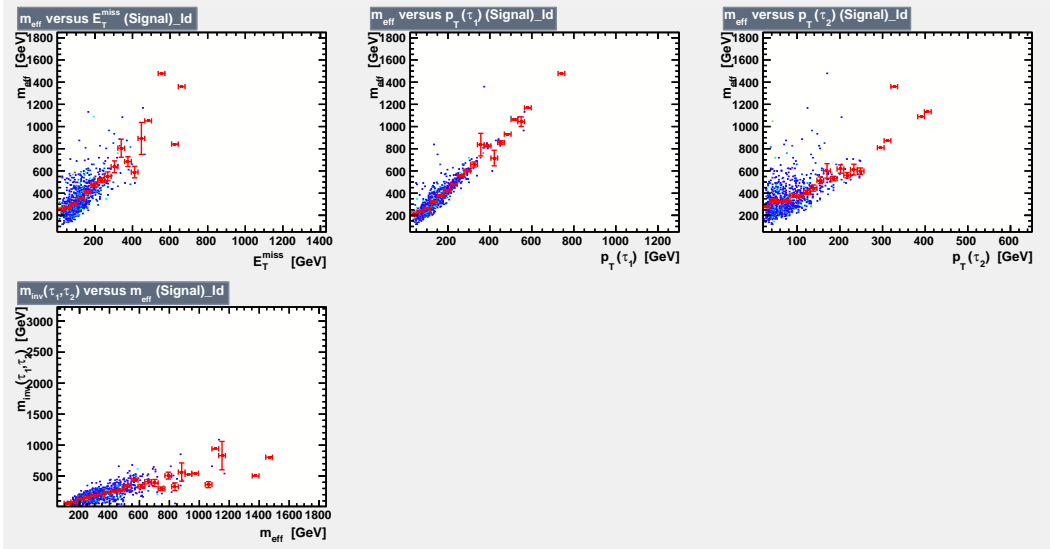 m_eff versus E_T^miss (Signal)_Id
m_eff [GeV]
1800
1600
1400
1200
1000
800
600
400
200
200 400 600 800 1000 1200 1400
E_T^miss [GeV]
m_eff versus p_T(τ_1) (Signal)_Id
m_eff [GeV]
1800
1600
1400
1200
1000
800
600
400
200
200 400 600 800 1000 1200
p_T(τ_1) [GeV]
m_eff versus p_T(τ_2) (Signal)_Id
m_eff [GeV]
1800
1600
1400
1200
1000
800
600
400
200
100 200 300 400 500 600
p_T(τ_2) [GeV]
m_inv(τ_1,τ_2) versus m_eff (Signal)_Id
m_inv(τ_1,τ_2) [GeV]
3000
2500
2000
1500
1000
500
200 400 600 800 1000 1200 1400 1600 1800
m_eff [GeV]